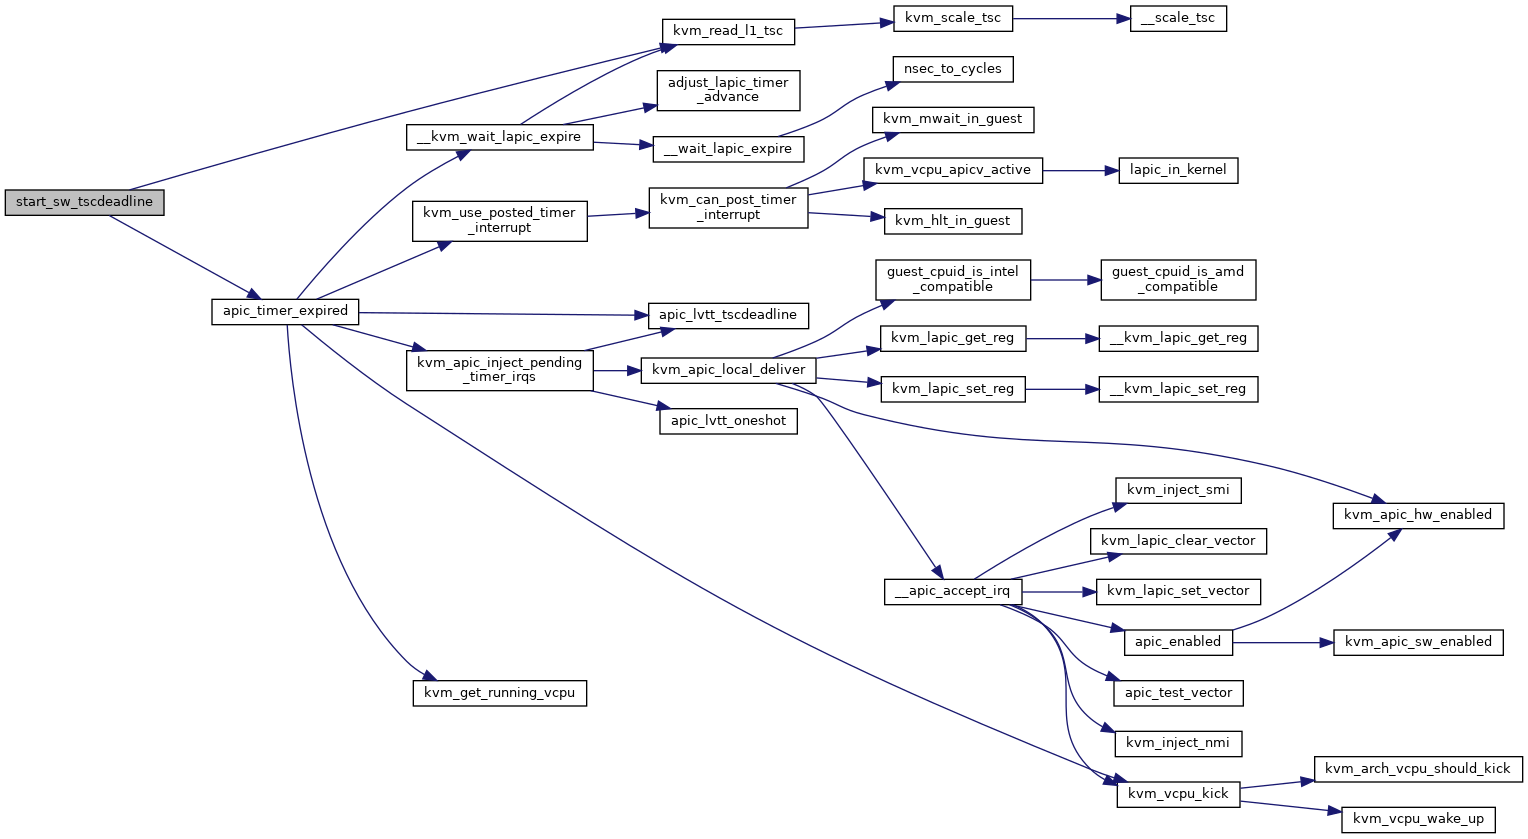 kvm_scale_tsc
__scale_tsc
kvm_read_l1_tsc
nsec_to_cycles
adjust_lapic_timer
_advance
kvm_mwait_in_guest
__kvm_wait_lapic_expire
__wait_lapic_expire
kvm_vcpu_apicv_active
lapic_in_kernel
start_sw_tscdeadline
kvm_use_posted_timer
_interrupt
kvm_can_post_timer
_interrupt
kvm_hlt_in_guest
guest_cpuid_is_intel
_compatible
guest_cpuid_is_amd
_compatible
apic_timer_expired
apic_lvtt_tscdeadline
kvm_lapic_get_reg
__kvm_lapic_get_reg
kvm_apic_inject_pending
_timer_irqs
kvm_apic_local_deliver
kvm_lapic_set_reg
__kvm_lapic_set_reg
apic_lvtt_oneshot
kvm_inject_smi
kvm_apic_hw_enabled
kvm_lapic_clear_vector
__apic_accept_irq
kvm_lapic_set_vector
apic_enabled
kvm_apic_sw_enabled
kvm_get_running_vcpu
apic_test_vector
kvm_inject_nmi
kvm_arch_vcpu_should_kick
kvm_vcpu_kick
kvm_vcpu_wake_up